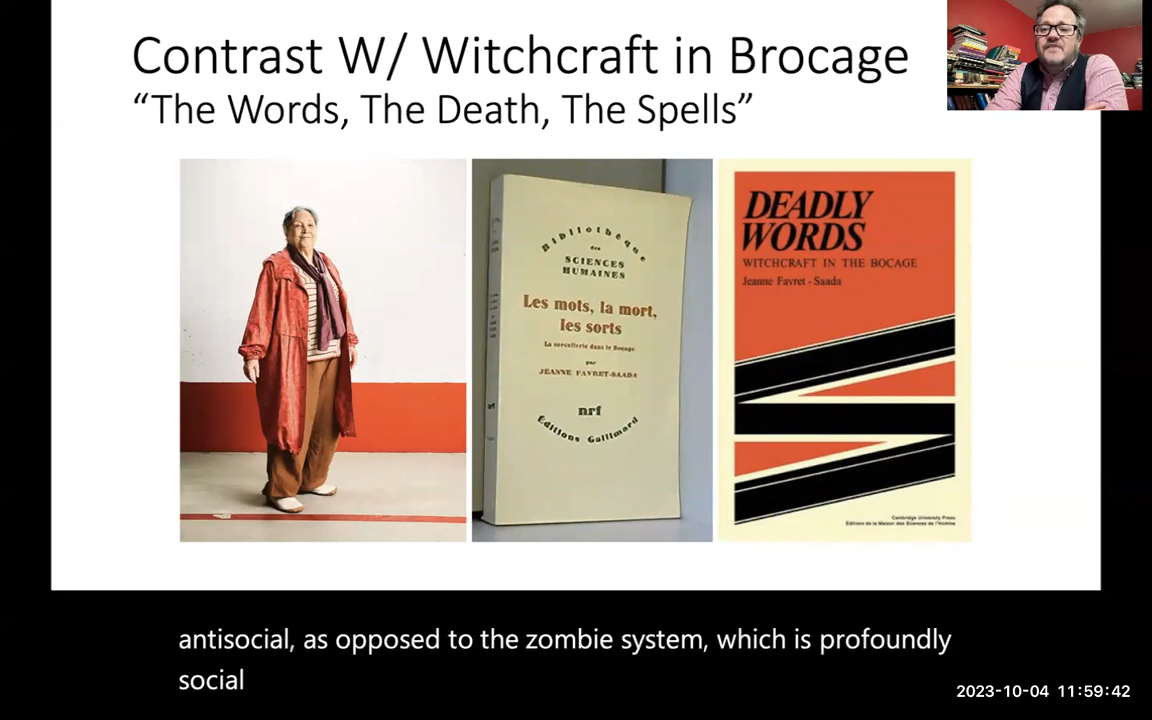 Contrast W/ Witchcraft in Brocage
“The Words, The Death, The Spells”
Bibliothèque
des
SCIENCES
HUMAINES
Les mots, la mort,
les sorts
La sorcellerie dans le Bocage
par
JEANNE FAVRET-SAADA
nrf
Éditions Gallimard
nrf
DEADLY
WORDS
WITCHCRAFT IN THE BOCAGE
Jeanne Favret-Saada
Cambridge University Press
Éditions de la Maison des Sciences de l'Homme
antisocial, as opposed to the zombie system, which is profoundly
social
2023-10-04 11:59:42